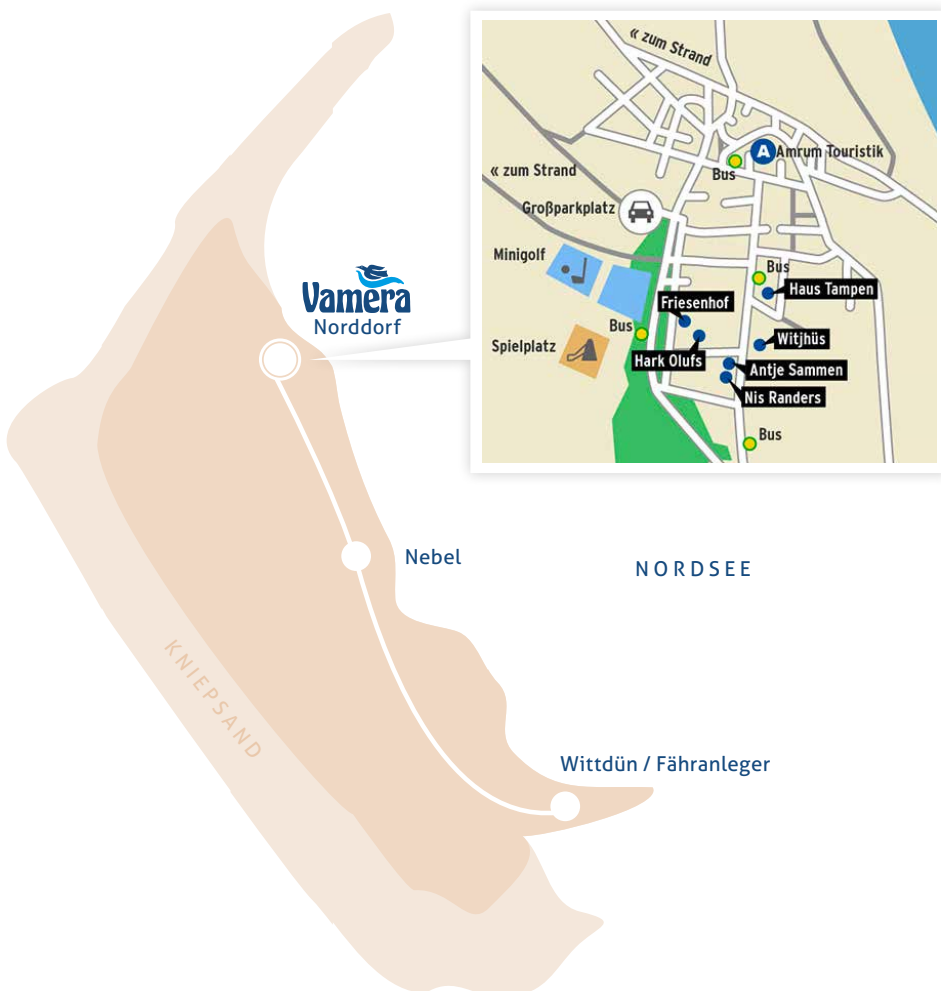 « zum Strand
A Amrum Touristik
Bus
« zum Strand
Großparkplatz
Minigolf
Bus
Haus Tampen
Friesenhof
Bus
Witjhüs
Spielplatz
Hark Olufs
Antje Sammen
Nis Randers
Bus
Vamera
Norddorf
Nebel
NORDSEE
KNIEPSAND
Wittdün / Fähranleger